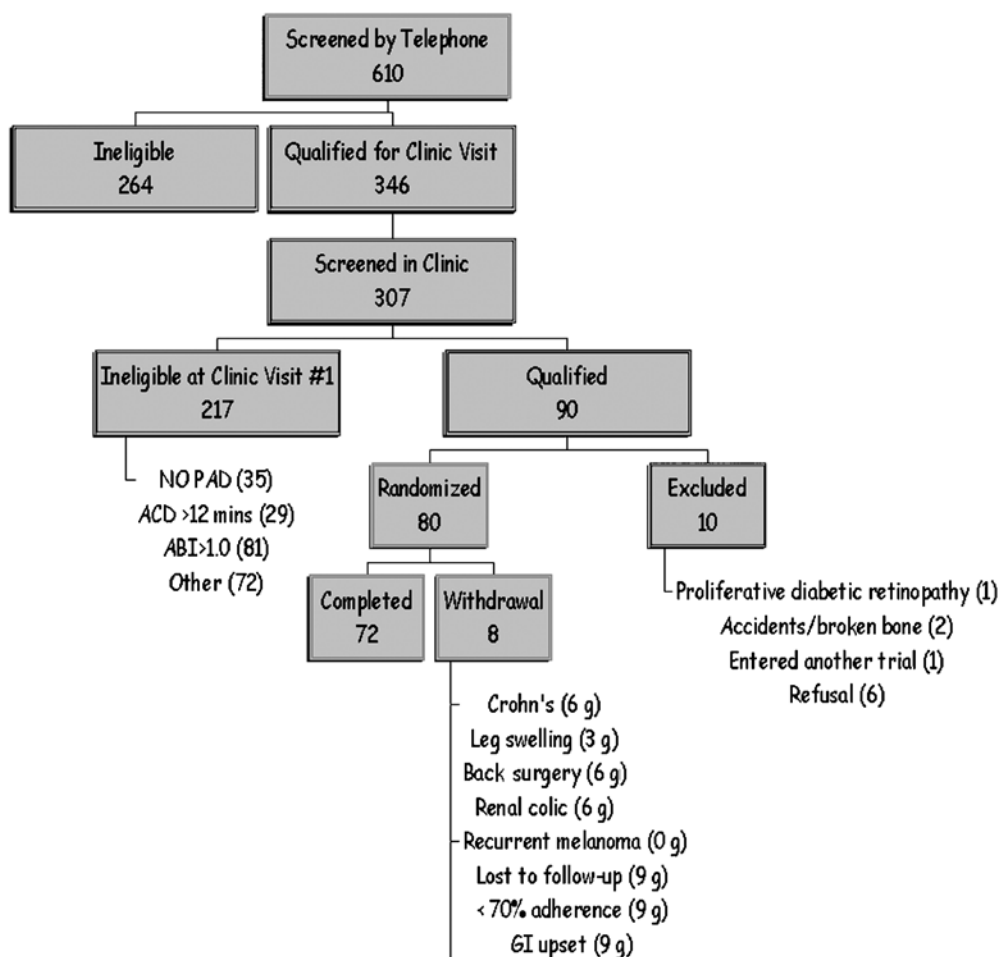 Screened by Telephone
610
Ineligible
264
Qualified for Clinic Visit
346
Screened in Clinic
307
Ineligible at Clinic Visit #1
217
Qualified
90
NO PAD (35)
ACD >12 mins (29)
ABI>1.0 (81)
Other (72)
Randomized
80
Excluded
10
Completed
72
Withdrawal
8
Proliferative diabetic retinopathy (1)
Accidents/broken bone (2)
Entered another trial (1)
Refusal (6)
Crohn's (6 g)
Leg swelling (3 g)
Back surgery (6 g)
Renal colic (6 g)
Recurrent melanoma (0 g)
Lost to follow-up (9 g)
< 70% adherence (9 g)
GI upset (9 g)